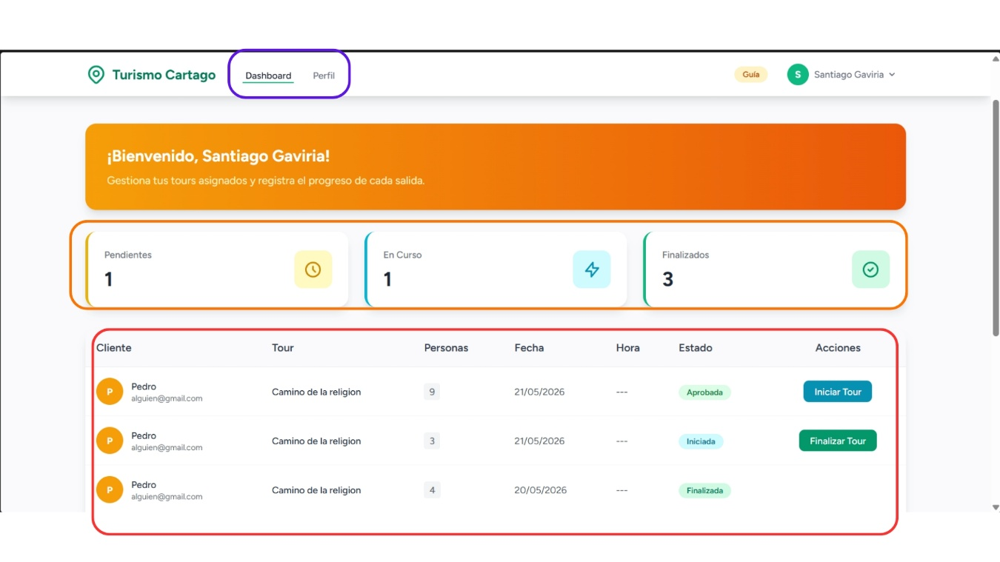 Turismo Cartago Dashboard Perfil Guía S Santiago Gaviria
¡Bienvenido, Santiago Gaviria!
Gestiona tus tours asignados y registra el progreso de cada salida.
Pendientes
1
En Curso
1
Finalizados
3
Cliente Tour Personas Fecha Hora Estado Acciones
P Pedro
alguien@gmail.com
Camino de la religion 9 21/05/2026 --- Aprobada Iniciar Tour
P Pedro
alguien@gmail.com
Camino de la religion 3 21/05/2026 --- Iniciada Finalizar Tour
P Pedro
alguien@gmail.com
Camino de la religion 4 20/05/2026 --- Finalizada